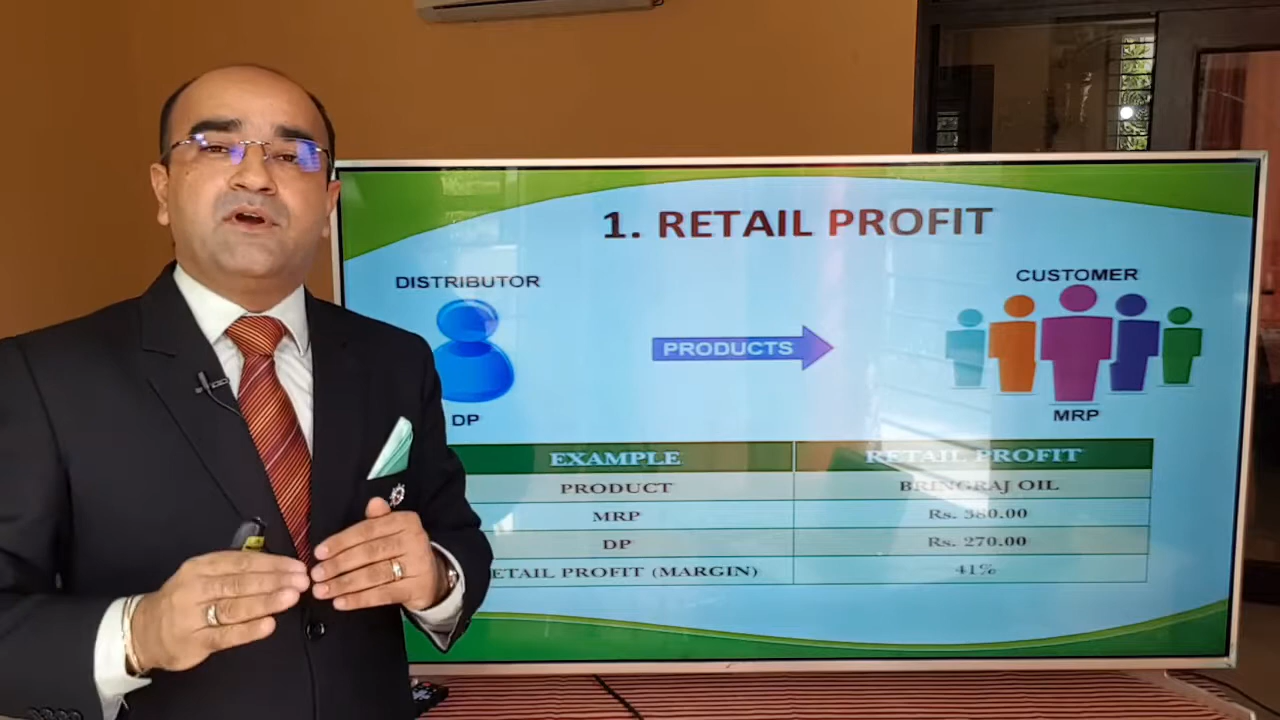 1. RETAIL PROFIT
DISTRIBUTOR
CUSTOMER
PRODUCTS
DP
MRP
EXAMPLE RETAIL PROFIT
PRODUCT BRINGRAJ OIL
MRP Rs. 380.00
DP Rs. 270.00
ETAIL PROFIT (MARGIN) 41%